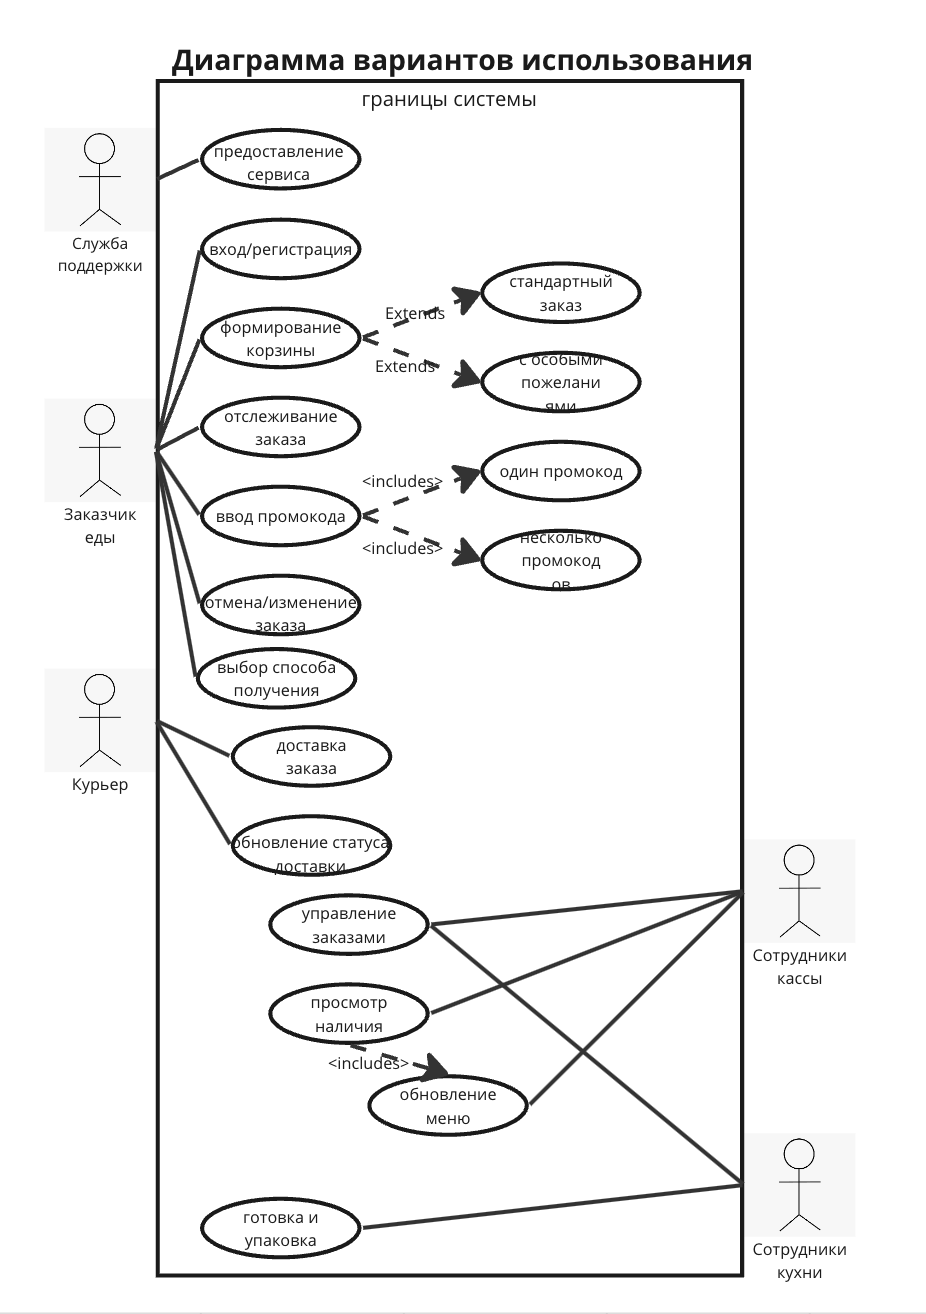 Диаграмма вариантов использования
границы системы
предоставление
сервиса
Служба
поддержки
вход/регистрация
стандартный
заказ
Extends
формирование
корзины
Extends
с особыми
пожелани
ями
отслеживание
заказа
Заказчик
еды
<includes>
один промокод
ввод промокода
<includes>
несколько
промокод
ов
отмена/изменение
заказа
выбор способа
получения
Курьер
доставка
заказа
обновление статуса
доставки
управление
заказами
Сотрудники
кассы
просмотр
наличия
<includes>
обновление
меню
готовка и
упаковка
Сотрудники
кухни